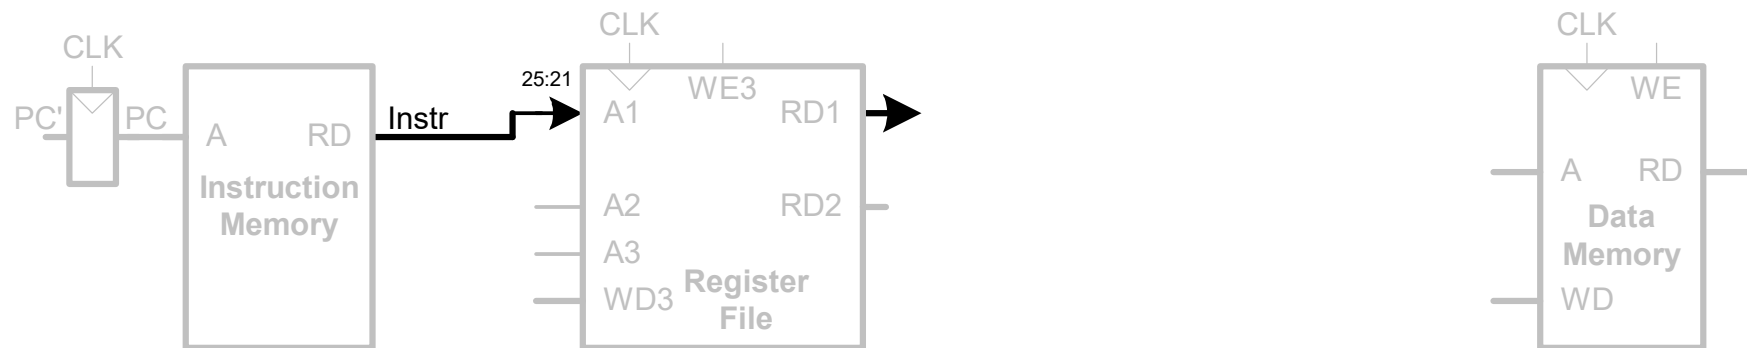 CLK
CLK
CLK
25:21
WE3
WE
PC'
PC
Instr
A1
RD1
A
RD
Instruction
Memory
A
RD
A2
RD2
Data
Memory
A3
WD3
Register
File
WD